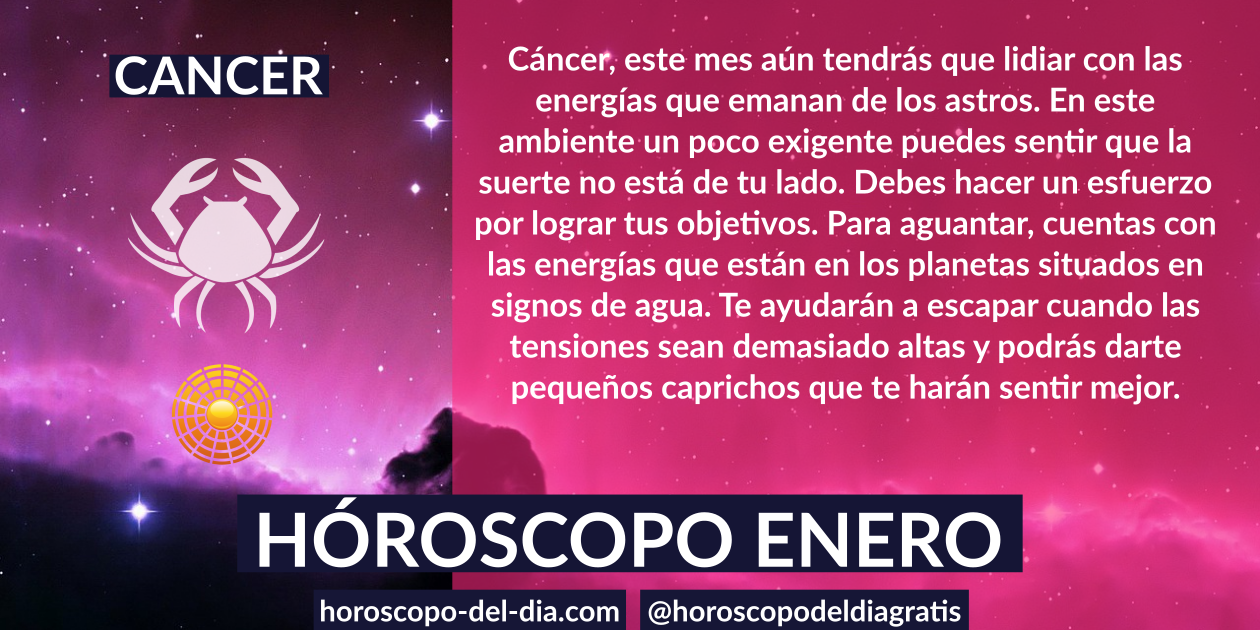 CANCER
Cáncer, este mes aún tendrás que lidiar con las
energías que emanan de los astros. En este
ambiente un poco exigente puedes sentir que la
suerte no está de tu lado. Debes hacer un esfuerzo
por lograr tus objetivos. Para aguantar, cuentas con
las energías que están en los planetas situados en
signos de agua. Te ayudarán a escapar cuando las
tensiones sean demasiado altas y podrás darte
pequeños caprichos que te harán sentir mejor.
HÓROSCOPO ENERO
horoscopo-del-dia.com
@horoscopodeldiagratis